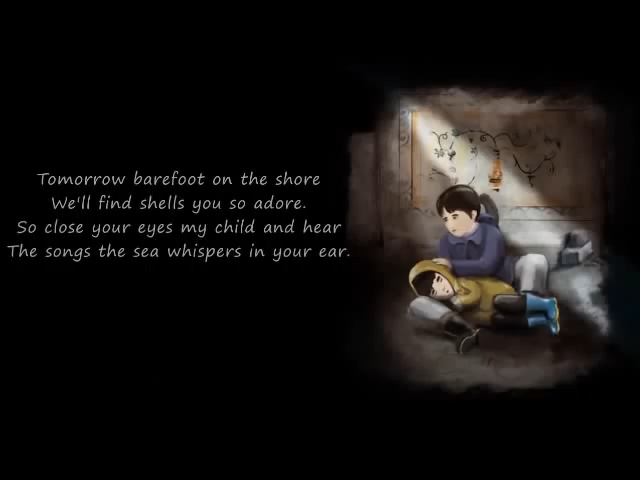 Tomorrow barefoot on the shore
We'll find shells you so adore.
So close your eyes my child and hear
The songs the sea whispers in your ear.